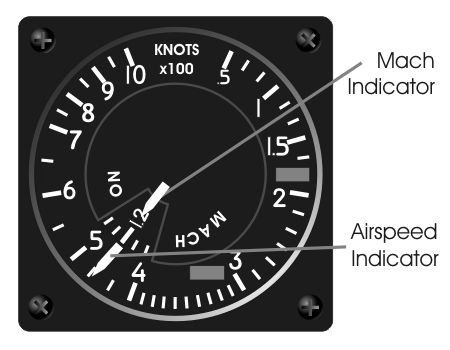 KNOTS
x100
.5
1
1.5
2
3
4
5
6
7
8
9
10
NO
1.2
MACH
Mach
Indicator
Airspeed
Indicator